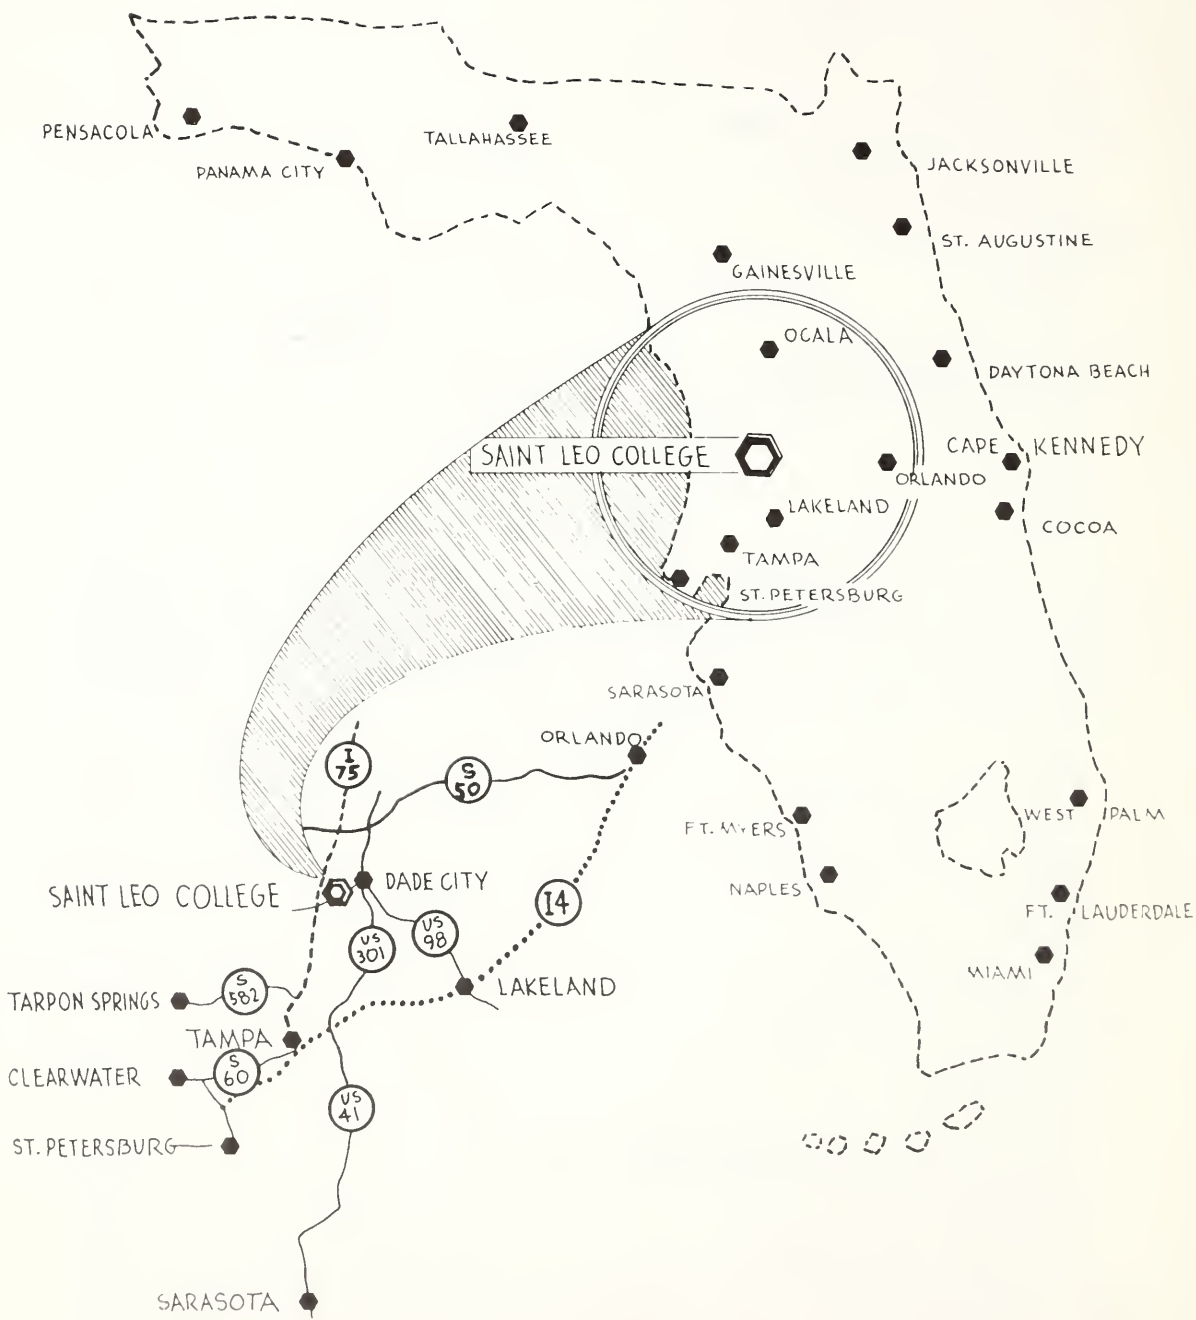 PENSACOLA
TALLAHASSEE
PANAMA CITY
JACKSONVILLE
ST. AUGUSTINE
GAINESVILLE
OCALA
DAYTONA BEACH
SAINT LEO COLLEGE
CAPE KENNEDY
ORLANDO
LAKELAND
COCOA
TAMPA
ST. PETERSBURG
SARASOTA
FT. MYERS
WEST PALM
NAPLES
FT. LAUDERDALE
MIAMI
ORLANDO
I
75
S
50
SAINT LEO COLLEGE
DADE CITY
I4
US
301
US
98
TARPON SPRINGS
S
582
LAKELAND
TAMPA
CLEARWATER
S
60
US
41
ST. PETERSBURG
SARASOTA